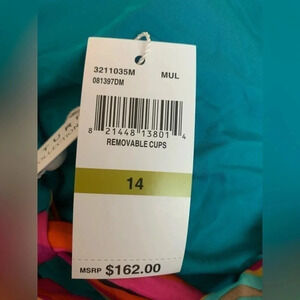 3211035M MUL
081397DM
8 21448 13801 4
REMOVABLE CUPS
14
MSRP $162.00